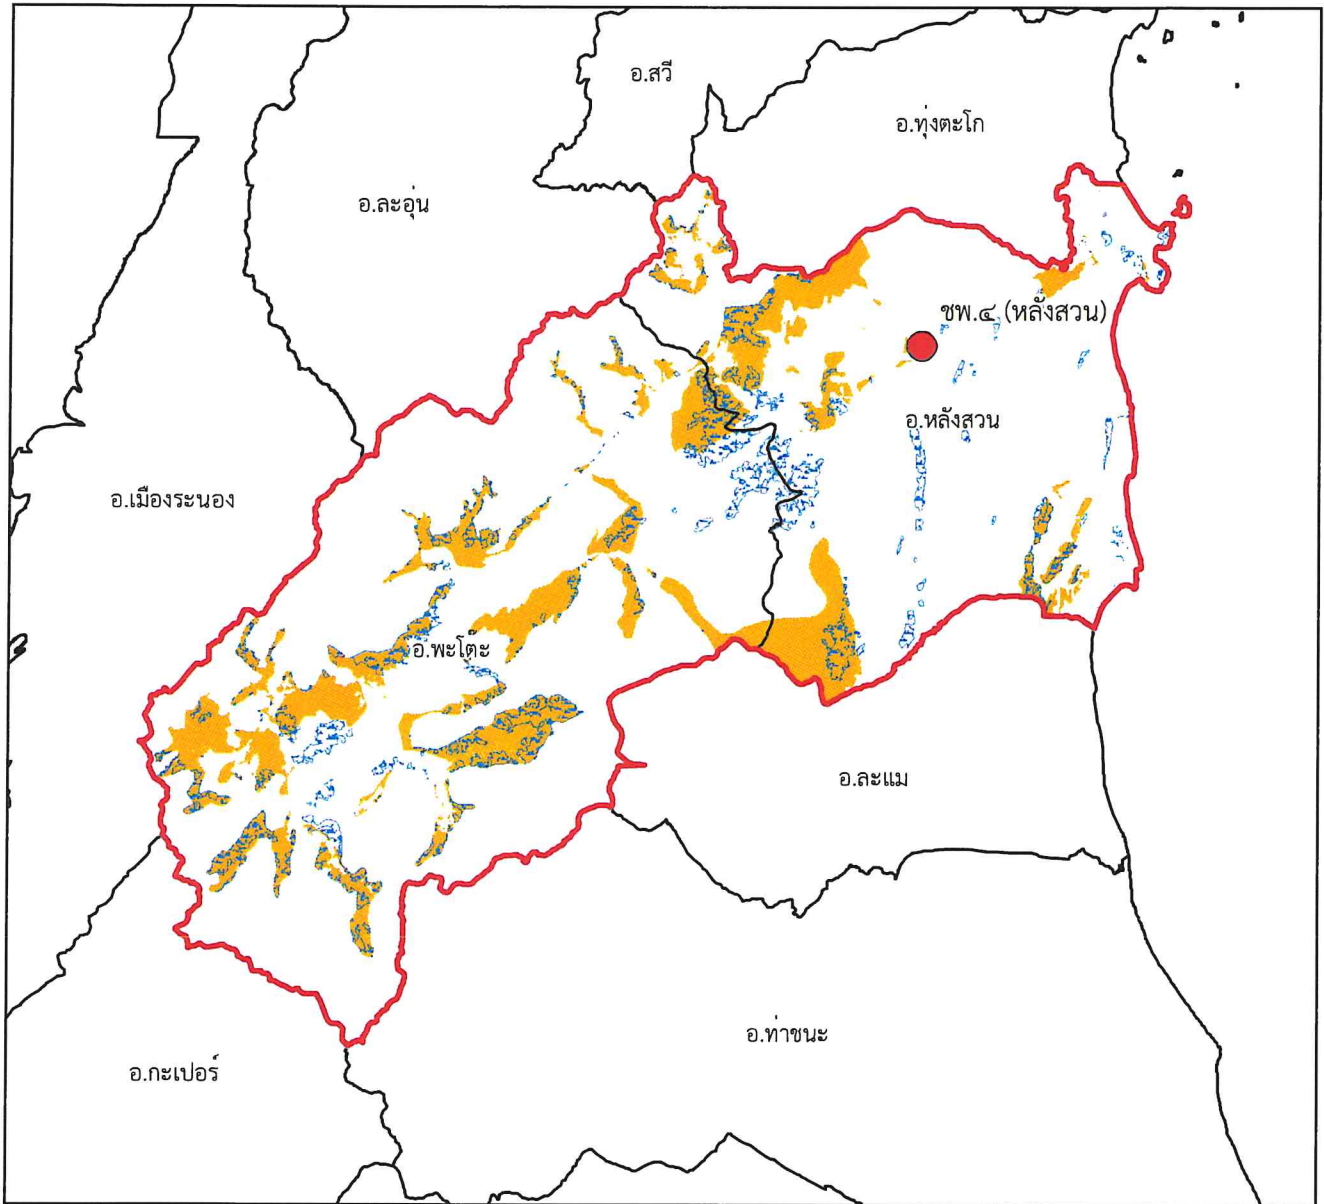 อ.สวี
อ.ทุ่งตะโก
อ.ละอุ่น
ชพ.๔ (หลังสวน)
อ.หลังสวน
อ.เมืองระนอง
อ.พะโต๊ะ
อ.ละแม
อ.ท่าชนะ
อ.กะเปอร์